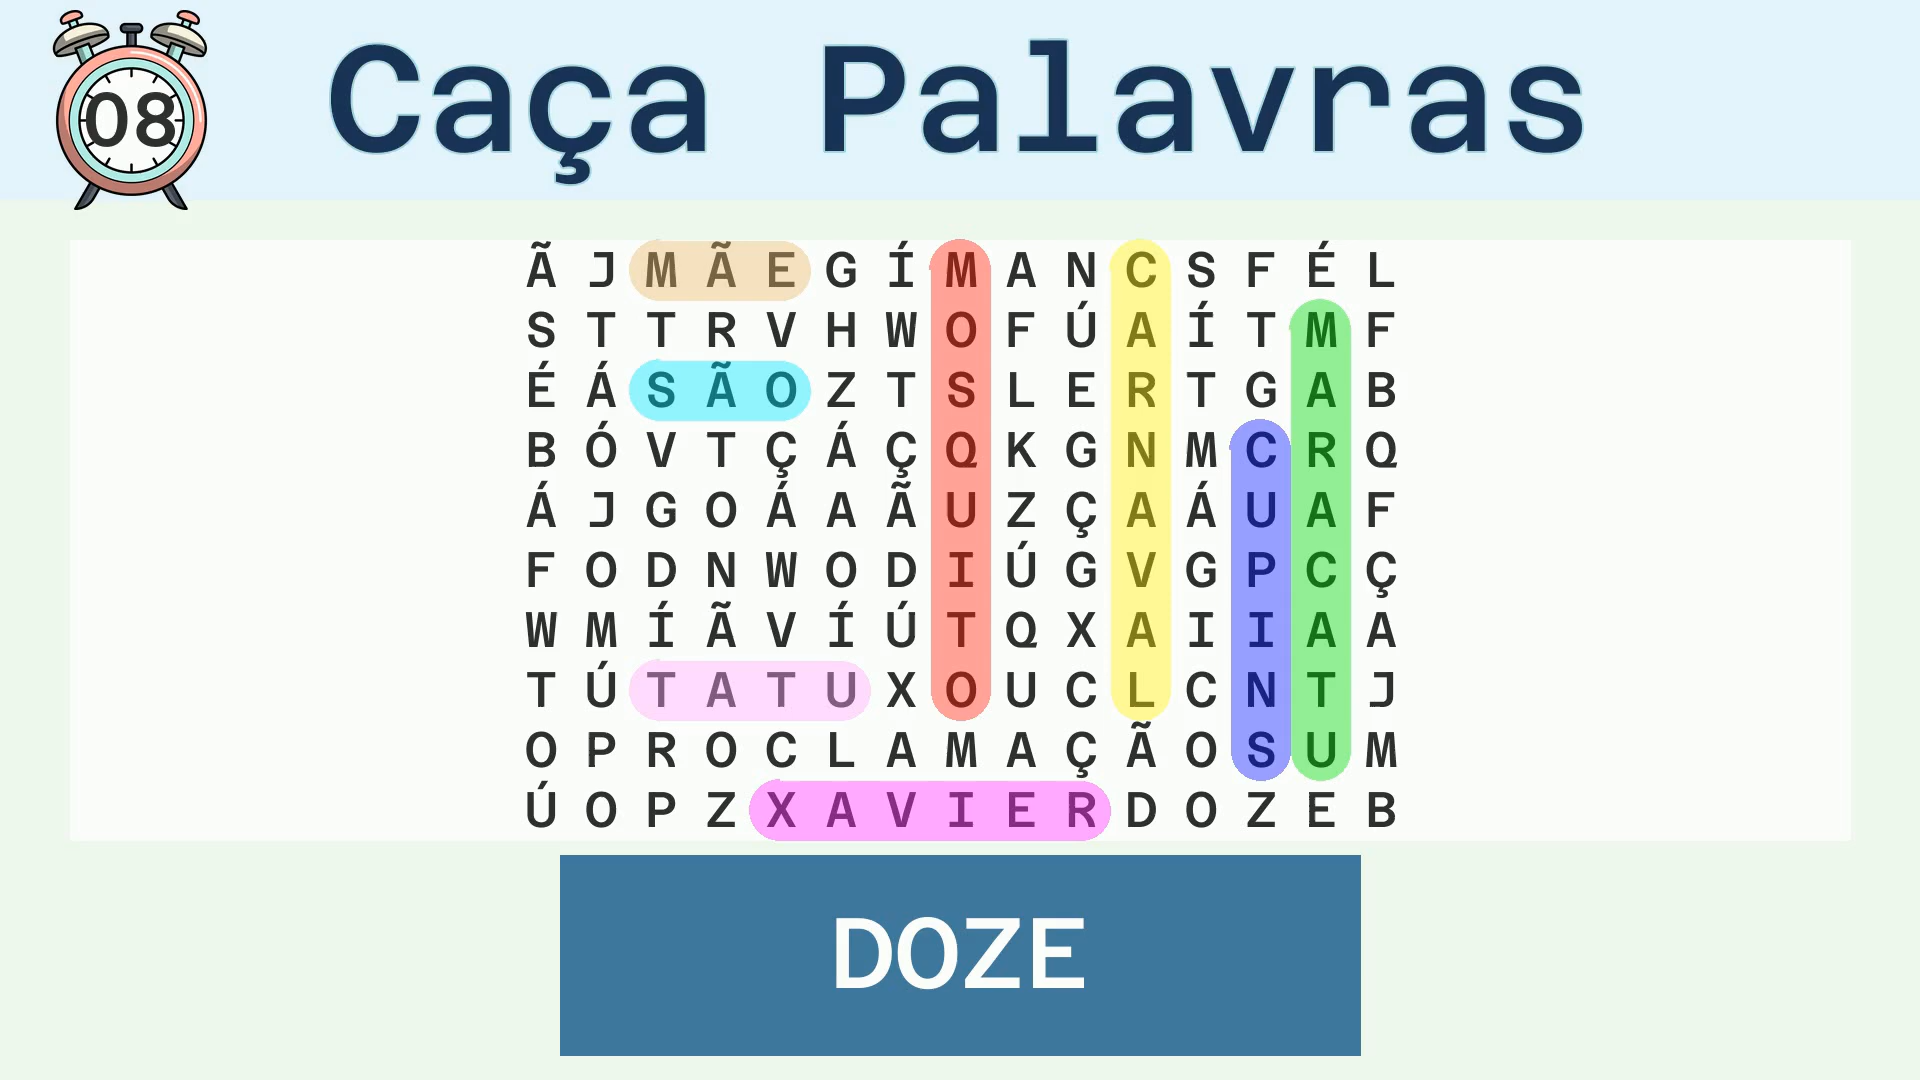 08
Caça Palavras
Ã J M Ã E G Í M A N C S F É L
S T T R V H W O F Ú A Í T M F
É Á S Ã O Z T S L E R T G A B
B Ó V T Ç Á Ç Q K G N M C R Q
Á J G O Á A Ã U Z Ç A Á U A F
F O D N W O D I Ú G V G P C Ç
W M Í Ã V Í Ú T Q X A I I A A
T Ú T A T U X O U C L C N T J
O P R O C L A M A Ç Ã O S U M
Ú O P Z X A V I E R D O Z E B
DOZE